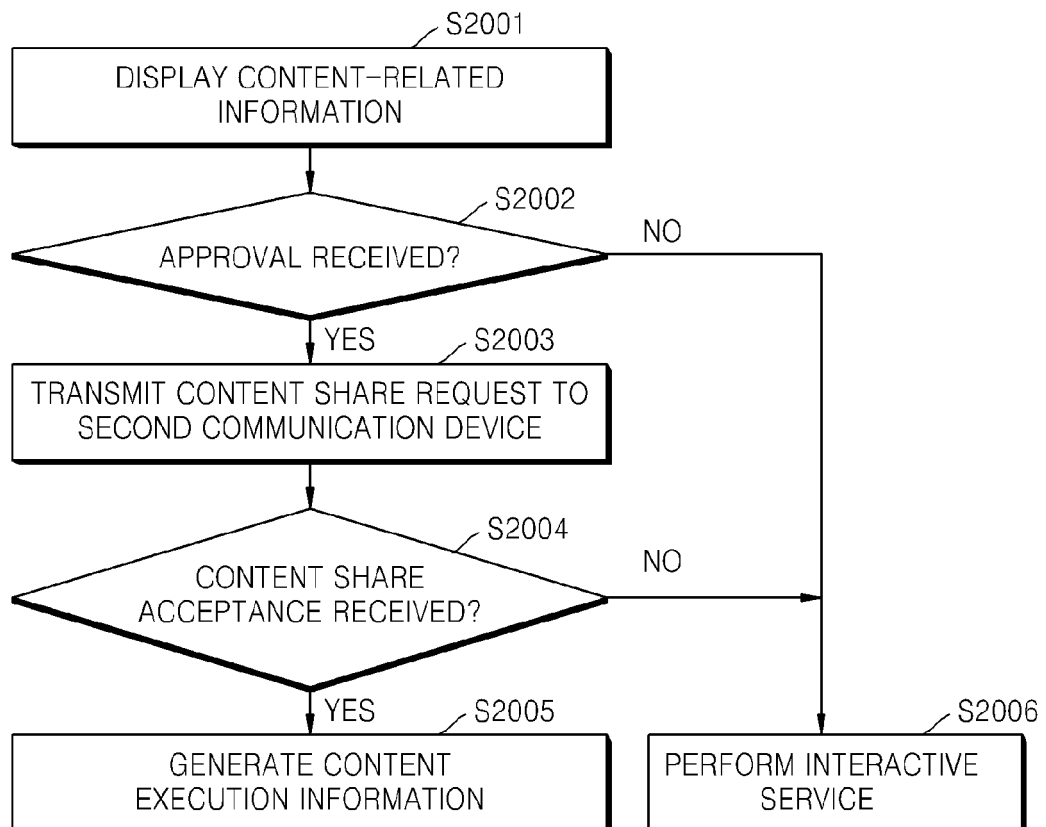 S2001
DISPLAY CONTENT-RELATED
INFORMATION
S2002
APPROVAL RECEIVED?
NO
YES
S2003
TRANSMIT CONTENT SHARE REQUEST TO
SECOND COMMUNICATION DEVICE
S2004
CONTENT SHARE
ACCEPTANCE RECEIVED?
NO
YES
S2005
GENERATE CONTENT
EXECUTION INFORMATION
S2006
PERFORM INTERACTIVE
SERVICE